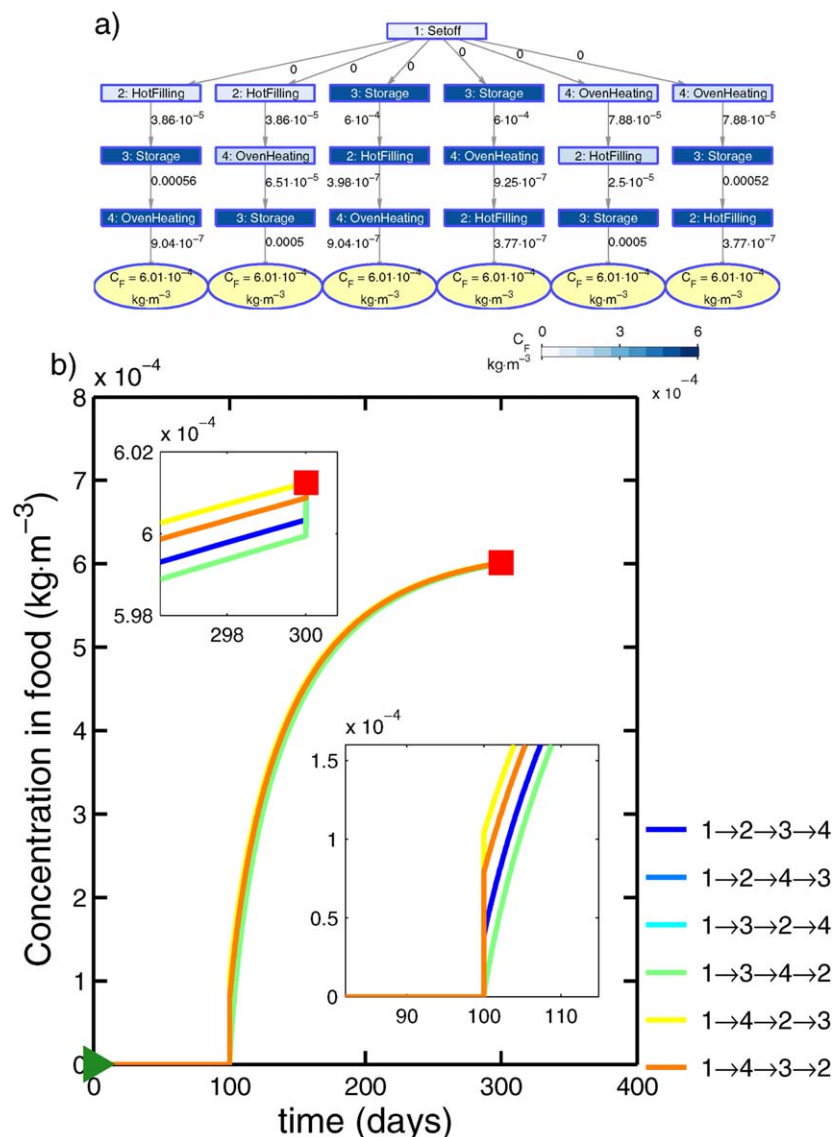 a)
1: Setoff
0 0 0 0 0 0
2: HotFilling 2: HotFilling 3: Storage 3: Storage 4: OvenHeating 4: OvenHeating
3.86·10⁻⁵ 3.86·10⁻⁵ 6·10⁻⁴ 6·10⁻⁴ 7.88·10⁻⁵ 7.88·10⁻⁵
3: Storage 4: OvenHeating 2: HotFilling 4: OvenHeating 2: HotFilling 3: Storage
0.00056 6.51·10⁻⁵ 3.98·10⁻⁷ 9.25·10⁻⁷ 2.5·10⁻⁵ 0.00052
4: OvenHeating 3: Storage 4: OvenHeating 2: HotFilling 3: Storage 2: HotFilling
9.04·10⁻⁷ 0.0005 9.04·10⁻⁷ 3.77·10⁻⁷ 0.0005 3.77·10⁻⁷
C_F = 6.01·10⁻⁴ C_F = 6.01·10⁻⁴ C_F = 6.01·10⁻⁴ C_F = 6.01·10⁻⁴ C_F = 6.01·10⁻⁴ C_F = 6.01·10⁻⁴
kg·m⁻³ kg·m⁻³ kg·m⁻³ kg·m⁻³ kg·m⁻³ kg·m⁻³
C_F 0 3 6
kg·m⁻³
x 10⁻⁴
b)
x 10⁻⁴
8
7
6
5
4
3
2
1
0
Concentration in food (kg·m⁻³)
x 10⁻⁴
6.02
6
5.98
298 300
x 10⁻⁴
1.5
1
0.5
0
90 100 110
0 100 200 300 400
time (days)
1→2→3→4
1→2→4→3
1→3→2→4
1→3→4→2
1→4→2→3
1→4→3→2